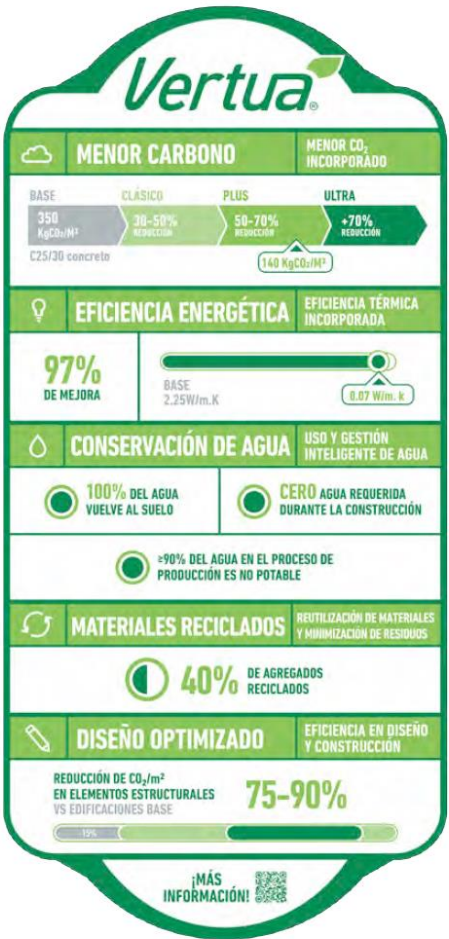 Vertua®
MENOR CARBONO
MENOR CO₂
INCORPORADO
BASE
CLÁSICO
PLUS
ULTRA
350
KgCO₂/M³
30-50%
REDUCCIÓN
50-70%
REDUCCIÓN
+70%
REDUCCIÓN
C25/30 concreto
140 KgCO₂/M³
EFICIENCIA ENERGÉTICA
EFICIENCIA TÉRMICA
INCORPORADA
97%
DE MEJORA
BASE
2.25W/m.K
0.07 W/m. k
CONSERVACIÓN DE AGUA
USO Y GESTIÓN
INTELIGENTE DE AGUA
100% DEL AGUA
VUELVE AL SUELO
CERO AGUA REQUERIDA
DURANTE LA CONSTRUCCIÓN
≥90% DEL AGUA EN EL PROCESO DE
PRODUCCIÓN ES NO POTABLE
MATERIALES RECICLADOS
REUTILIZACIÓN DE MATERIALES
Y MINIMIZACIÓN DE RESIDUOS
40%
DE AGREGADOS
RECICLADOS
DISEÑO OPTIMIZADO
EFICIENCIA EN DISEÑO
Y CONSTRUCCIÓN
REDUCCIÓN DE CO₂/m²
EN ELEMENTOS ESTRUCTURALES
VS EDIFICACIONES BASE
75-90%
-15%
¡MÁS
INFORMACIÓN!